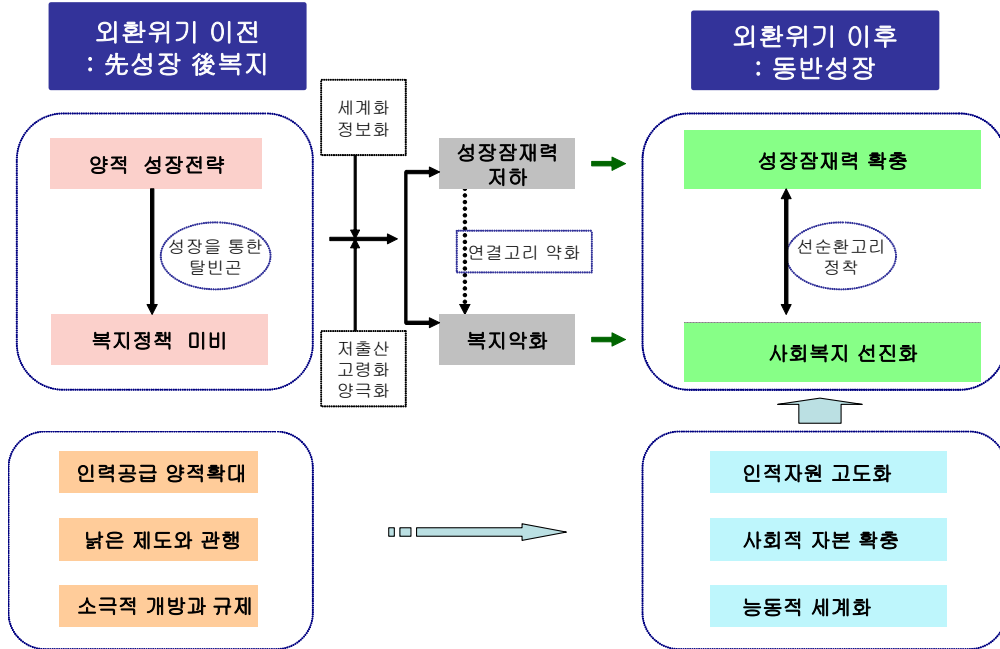 외환위기 이전
: 先성장 後복지
외환위기 이후
: 동반성장
양적 성장전략
성장을 통한
탈빈곤
복지정책 미비
세계화
정보화
저출산
고령화
양극화
성장잠재력
저하
연결고리 약화
복지악화
성장잠재력 확충
선순환고리
정착
사회복지 선진화
인력공급 양적확대
낡은 제도와 관행
소극적 개방과 규제
인적자원 고도화
사회적 자본 확충
능동적 세계화